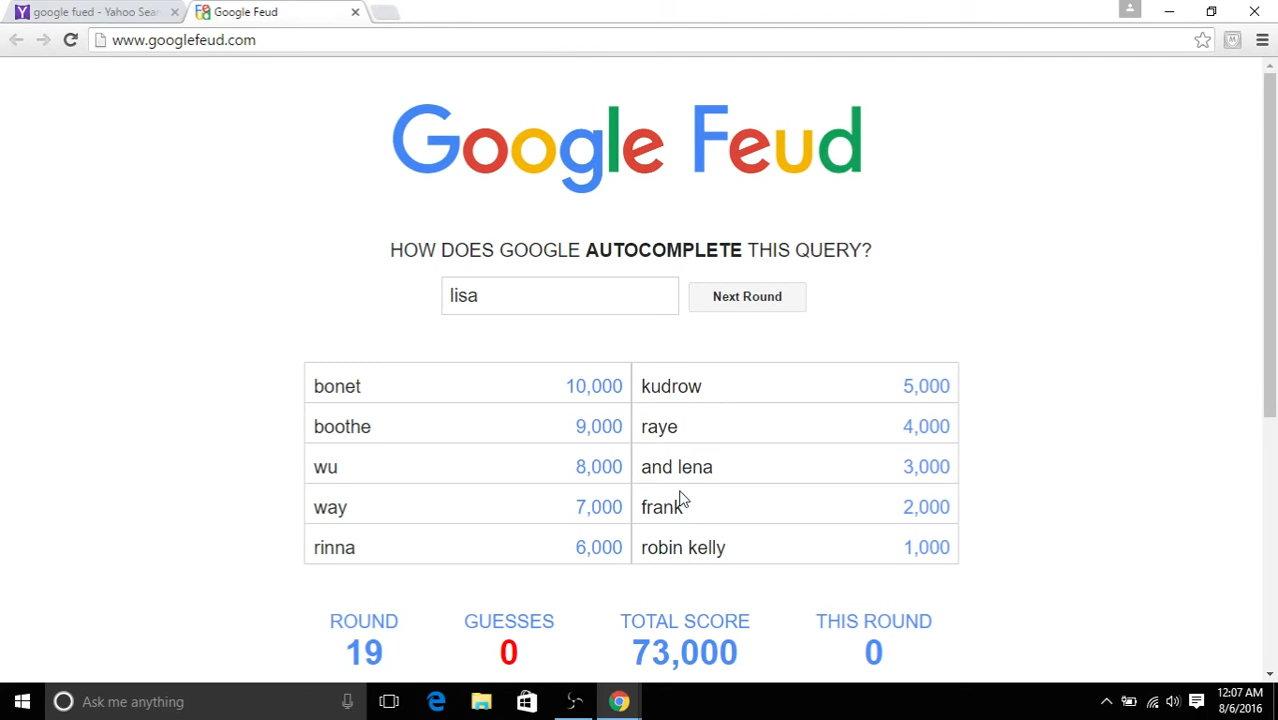 google fued - Yahoo Sea
Google Feud
www.googlefeud.com
Google Feud
HOW DOES GOOGLE AUTOCOMPLETE THIS QUERY?
lisa
Next Round
bonet 10,000 kudrow 5,000
boothe 9,000 raye 4,000
wu 8,000 and lena 3,000
way 7,000 frank 2,000
rinna 6,000 robin kelly 1,000
ROUND GUESSES TOTAL SCORE THIS ROUND
19 0 73,000 0
Ask me anything
12:07 AM
8/6/2016